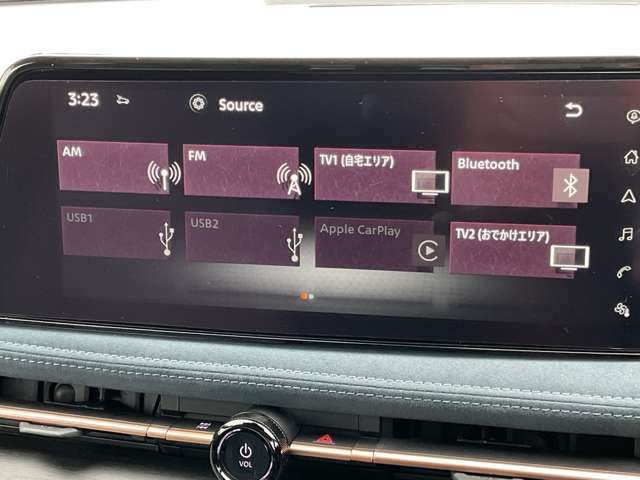 3:23
Source
AM
FM
TV1 (自宅エリア)
Bluetooth
USB1
USB2
Apple CarPlay
TV2 (おでかけエリア)
VOL